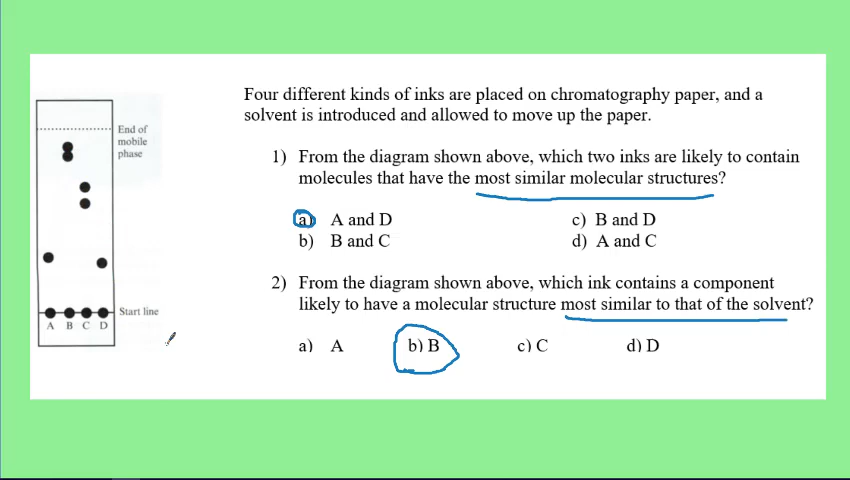 Four different kinds of inks are placed on chromatography paper, and a
solvent is introduced and allowed to move up the paper.
End of
mobile
phase
1) From the diagram shown above, which two inks are likely to contain
molecules that have the most similar molecular structures?
a) A and D
c) B and D
b) B and C
d) A and C
2) From the diagram shown above, which ink contains a component
likely to have a molecular structure most similar to that of the solvent?
Start line
A B C D
a) A b) B c) C d) D